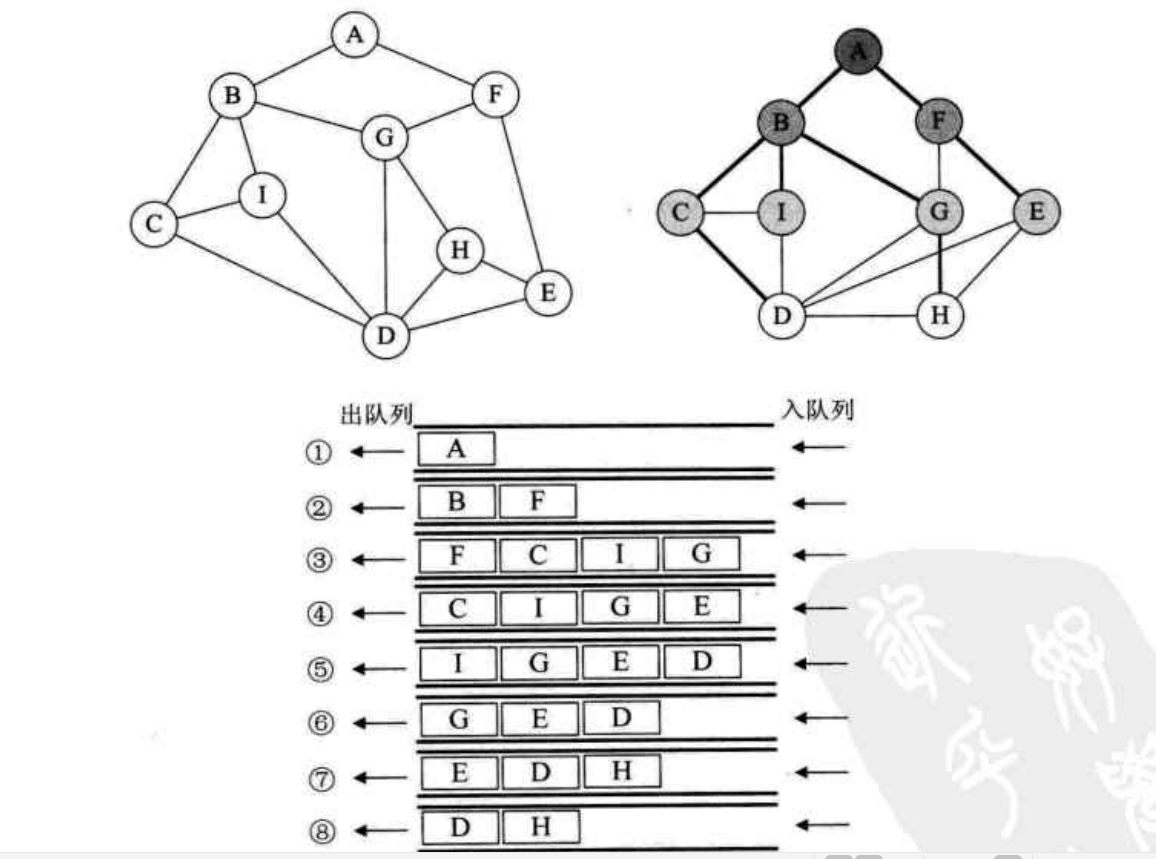 A
B
F
G
I
C
H
E
D
A
B
F
C
I
G
E
D
H
出队列 入队列
① A
② B F
③ F C I G
④ C I G E
⑤ I G E D
⑥ G E D
⑦ E D H
⑧ D H